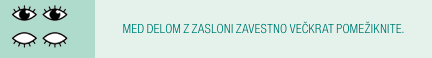 MED DELOM Z ZASLONI ZAVESTNO VEČKRAT POMEŽIKNITE.